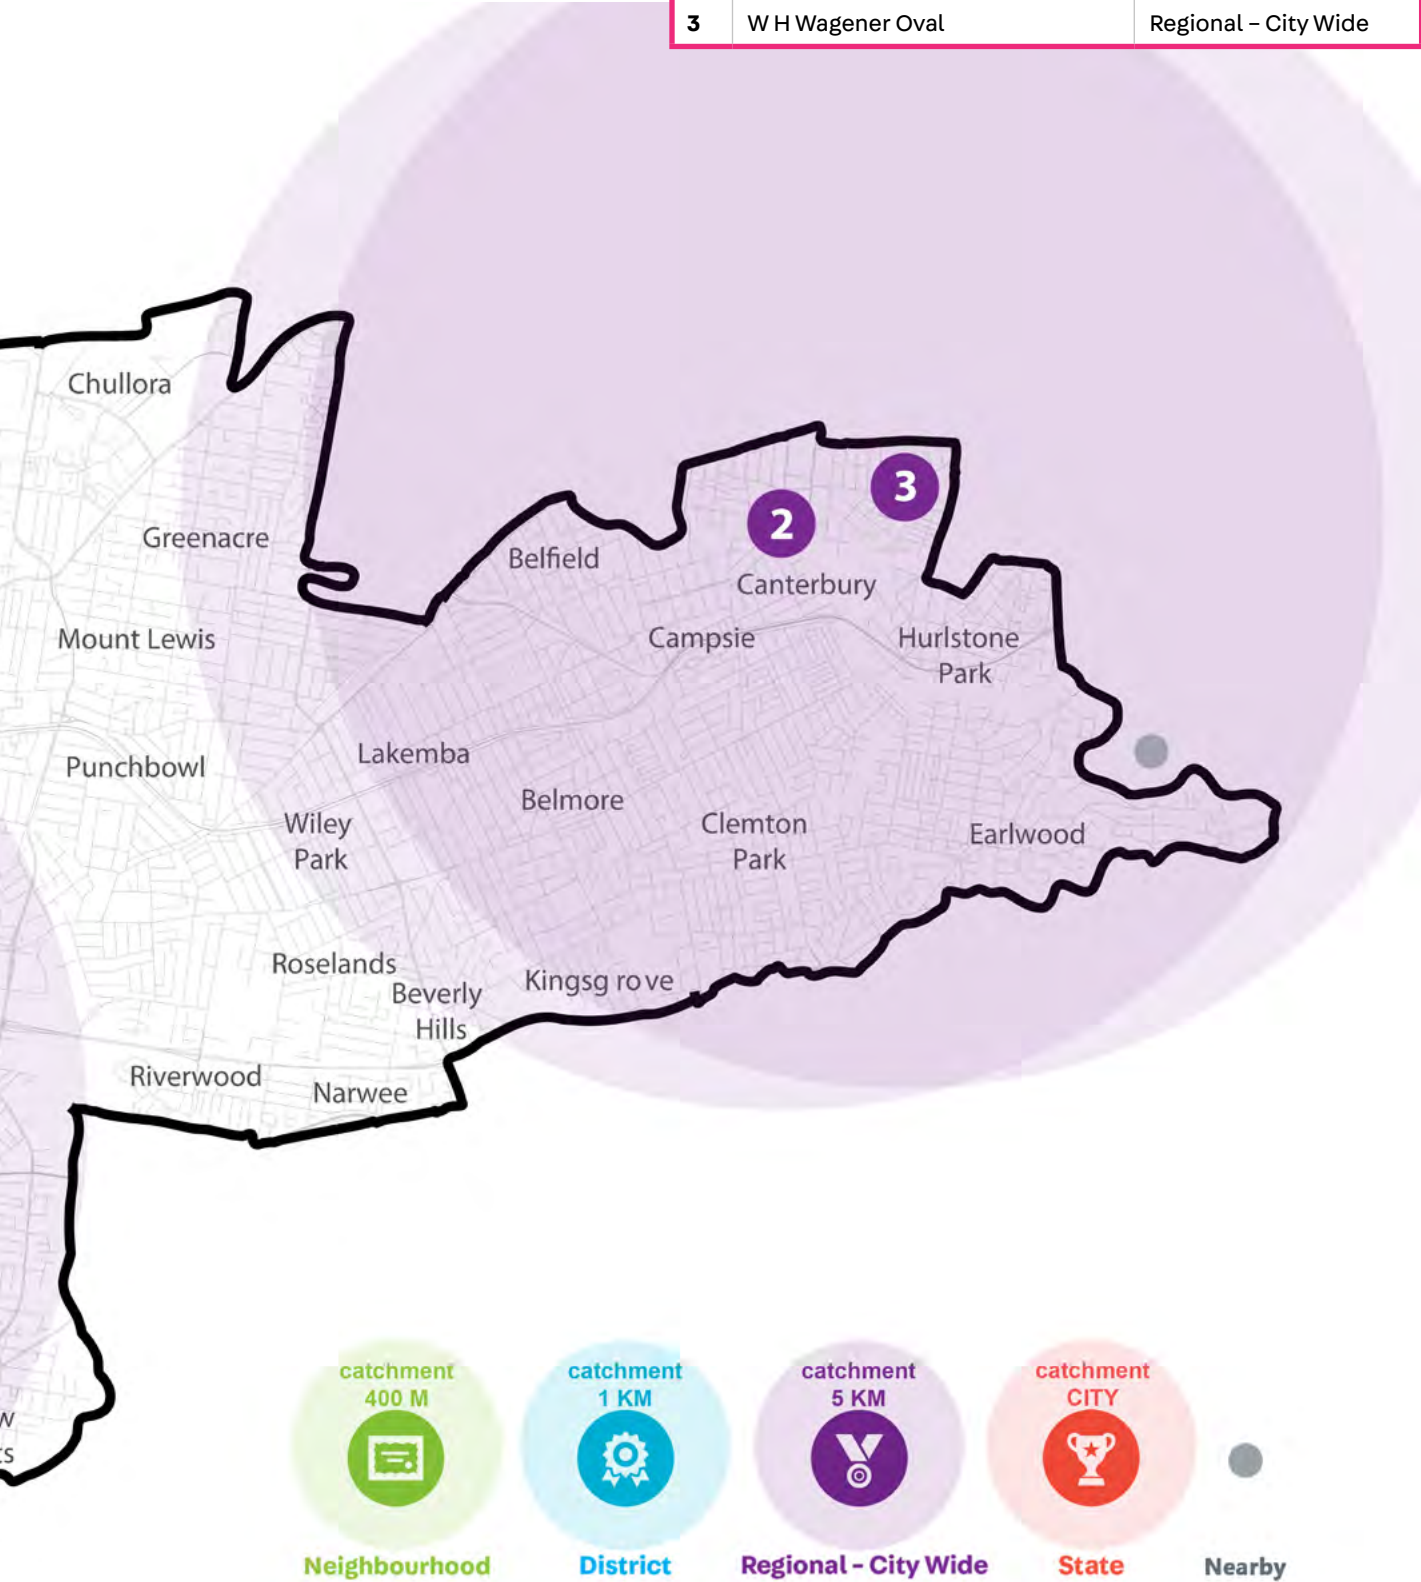 3 W H Wagener Oval Regional – City Wide
Chullora
3
2
Greenacre
Belfield
Canterbury
Mount Lewis
Campsie
Hurlstone
Park
Lakemba
Punchbowl
Belmore
Wiley
Park
Clemton
Park
Earlwood
Roselands
Kingsg rove
Beverly
Hills
Riverwood
Narwee
w
ts
catchment
400 M
catchment
1 KM
catchment
5 KM
catchment
CITY
Neighbourhood
District
Regional – City Wide
State
Nearby